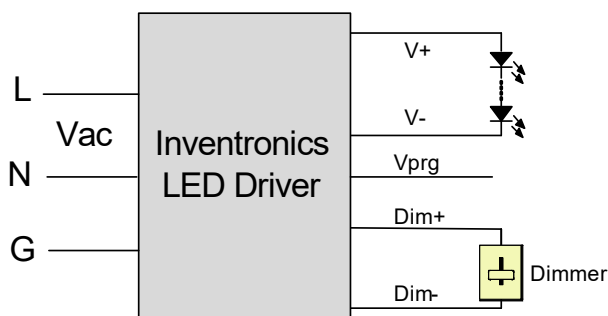 L
Vac
N
G
Inventronics
LED Driver
V+
V-
Vprg
Dim+
Dim-
Dimmer